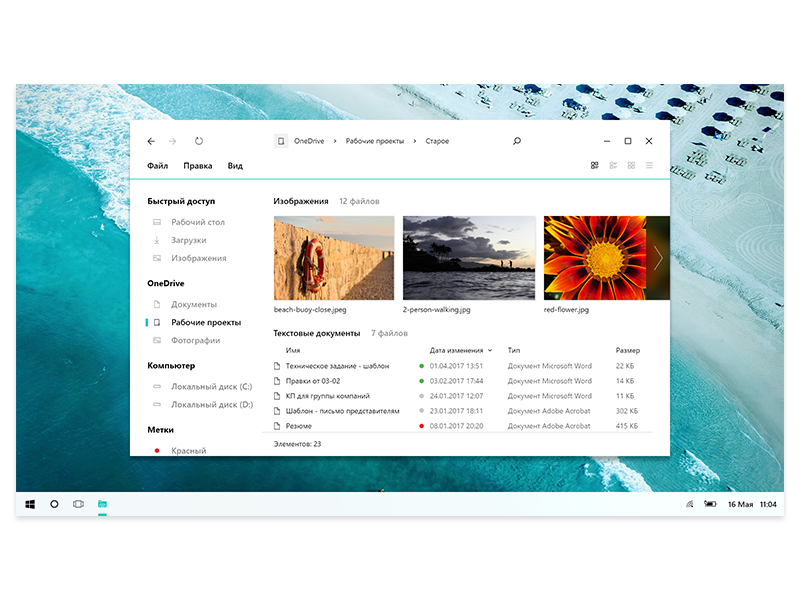 OneDrive > Рабочие проекты > Старое
Файл Правка Вид
Быстрый доступ
Рабочий стол
Загрузки
Изображения
OneDrive
Документы
Рабочие проекты
Фотографии
Компьютер
Локальный диск (C:)
Локальный диск (D:)
Метки
Красный
Изображения 12 файлов
beach-buoy-close.jpeg 2-person-walking.jpg red-flower.jpg
Текстовые документы 7 файлов
Имя Дата изменения Тип Размер
Техническое задание - шаблон 01.04.2017 13:51 Документ Microsoft Word 22 КБ
Правки от 03-02 03.02.2017 17:44 Документ Microsoft Word 14 КБ
КП для группы компаний 24.01.2017 12:07 Документ Microsoft Word 11 КБ
Шаблон - письмо представителям 23.01.2017 18:11 Документ Adobe Acrobat 302 КБ
Резюме 08.01.2017 20:20 Документ Adobe Acrobat 415 КБ
Элементов: 23
16 Мая 11:04